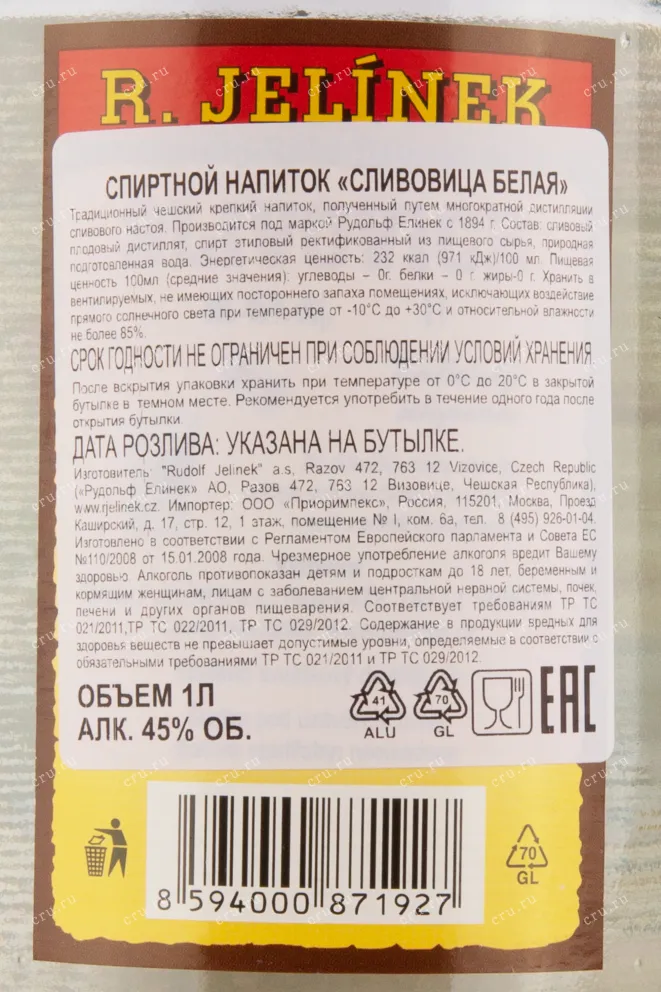 R. JELÍNEK
СПИРТНОЙ НАПИТОК «СЛИВОВИЦА БЕЛАЯ»
Традиционный чешский крепкий напиток, полученный путем многократной дистилляции
сливового настоя. Производится под маркой Рудольф Елинек с 1894 г. Состав: сливовый
плодовый дистиллят, спирт этиловый ректификованный из пищевого сырья, природная
подготовленная вода. Энергетическая ценность: 232 ккал (971 кДж)/100 мл. Пищевая
ценность 100мл (средние значения): углеводы – 0г. белки – 0 г. жиры-0 г. Хранить в
вентилируемых, не имеющих постороннего запаха помещениях, исключающих воздействие
прямого солнечного света при температуре от -10°С до +30°С и относительной влажности
не более 85%.
СРОК ГОДНОСТИ НЕ ОГРАНИЧЕН ПРИ СОБЛЮДЕНИИ УСЛОВИЙ ХРАНЕНИЯ.
После вскрытия упаковки хранить при температуре от 0°С до 20°С в закрытой
бутылке в темном месте. Рекомендуется употребить в течение одного года после
открытия бутылки.
ДАТА РОЗЛИВА: УКАЗАНА НА БУТЫЛКЕ.
Изготовитель "Rudolf Jelinek" a.s, Razov 472, 763 12 Vizovice, Czech Republic
(«Рудольф Елинек» АО, Разов 472, 763 12 Визовице, Чешская Республика),
www.rjelinek.cz. Импортер: ООО «Приоримпекс», Россия, 115201, Москва, Проезд
Каширский, д. 17, стр. 12, 1 этаж, помещение № I, ком. 6а, тел. 8 (495) 926-01-04.
Изготовлено в соответствии с Регламентом Европейского парламента и Совета ЕС
№110/2008 от 15.01.2008 года. Чрезмерное употребление алкоголя вредит Вашему
здоровью. Алкоголь противопоказан детям и подросткам до 18 лет, беременным и
кормящим женщинам, лицам с заболеванием центральной нервной системы, почек,
печени и других органов пищеварения. Соответствует требованиям ТР ТС
021/2011,ТР ТС 022/2011, ТР ТС 029/2012. Содержание в продукции вредных для
здоровья веществ не превышает допустимые уровни, определяемые в соответствии с
обязательными требованиями ТР ТС 021/2011 и ТР ТС 029/2012.
ОБЪЕМ 1Л
АЛК. 45% ОБ.
41
ALU
70
GL
EAC
70
GL
8 594000 871927